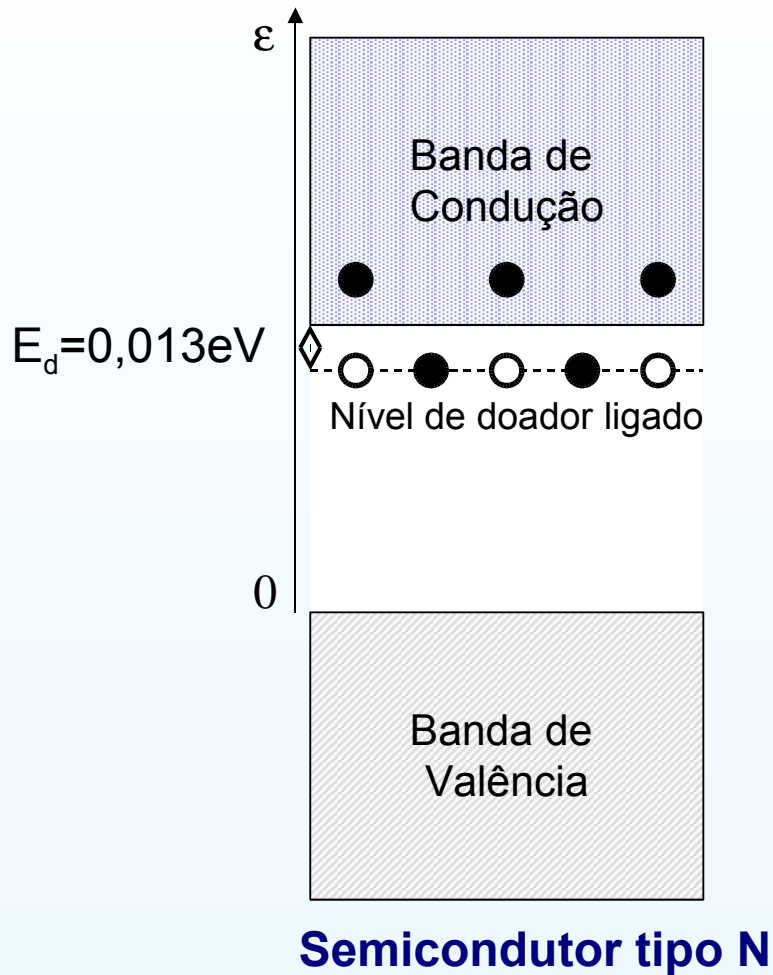 ε
Banda de
Condução
E_d=0,013eV
Nível de doador ligado
0
Banda de
Valência
Semicondutor tipo N